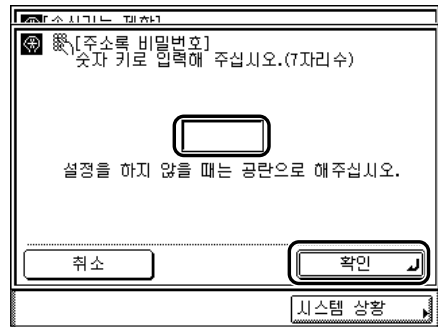 [주소록 비밀번호]
숫자 키로 입력해 주십시오.(7자리수)
설정을 하지 않을 때는 공란으로 해주십시오.
취소
확인
시스템 상황